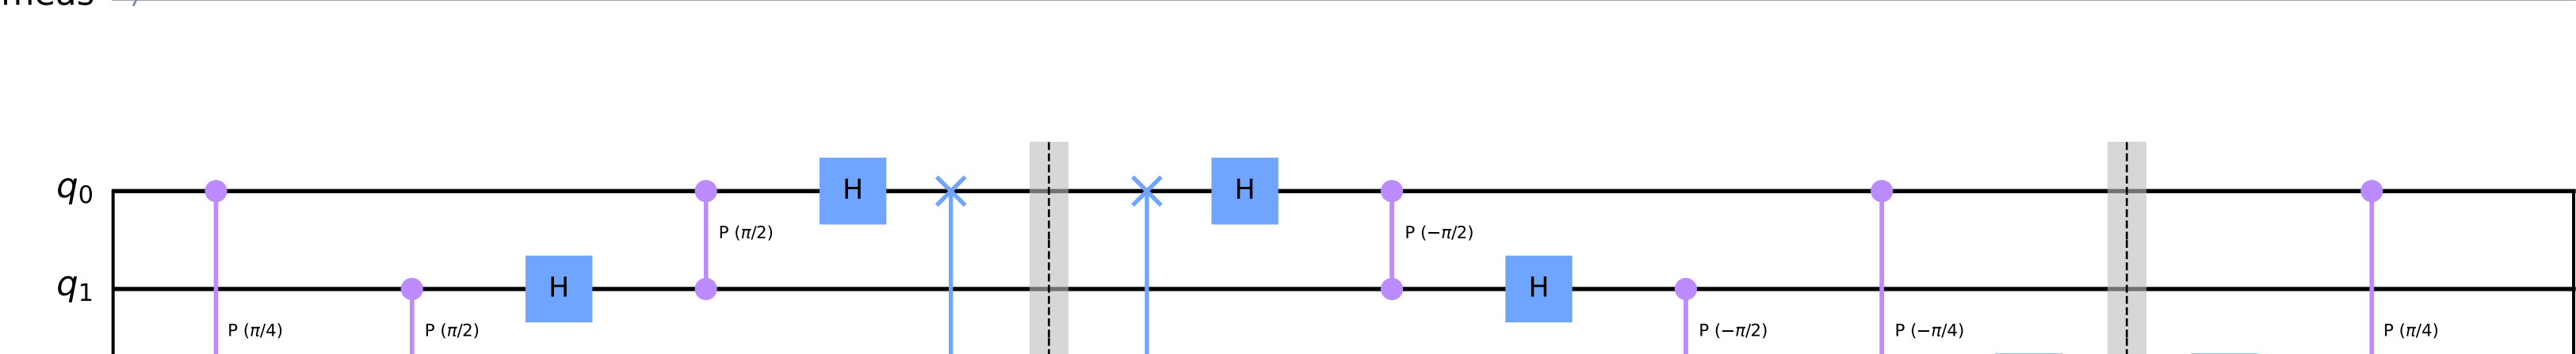 meas
q0 H H
P (π/2) P (−π/2)
q1 H H
P (π/4) P (π/2) P (−π/2) P (−π/4) P (π/4)